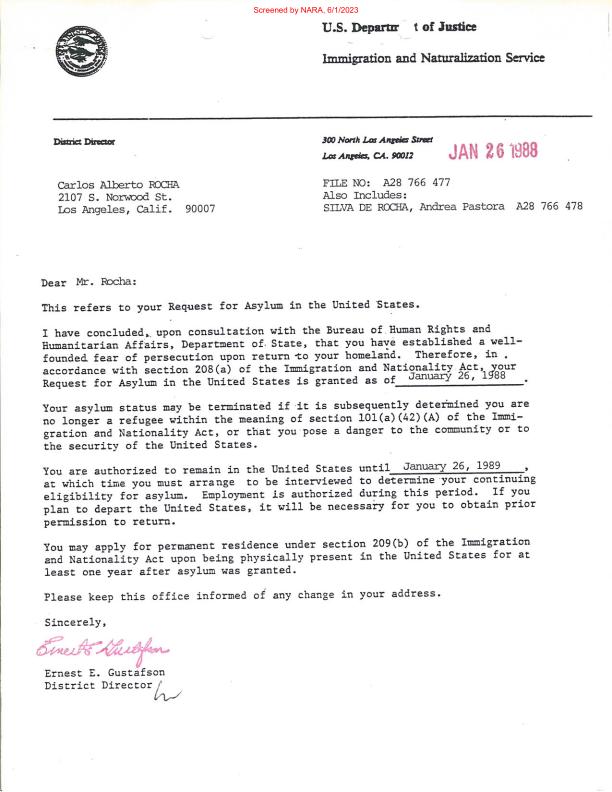 Screened by NARA, 6/1/2023
U.S. Departm t of Justice
Immigration and Naturalization Service
District Director
300 North Los Angeles Street
Los Angeles, CA. 90012
JAN 26 1988
Carlos Alberto ROCHA
2107 S. Norwood St.
Los Angeles, Calif. 90007
FILE NO: A28 766 477
Also Includes:
SILVA DE ROCHA, Andrea Pastora A28 766 478
Dear Mr. Rocha:
This refers to your Request for Asylum in the United States.
I have concluded, upon consultation with the Bureau of Human Rights and
Humanitarian Affairs, Department of State, that you have established a well-
founded fear of persecution upon return to your homeland. Therefore, in
accordance with section 208(a) of the Immigration and Nationality Act, your
Request for Asylum in the United States is granted as of January 26, 1988.
Your asylum status may be terminated if it is subsequently determined you are
no longer a refugee within the meaning of section 101(a)(42)(A) of the Immi-
gration and Nationality Act, or that you pose a danger to the community or to
the security of the United States.
You are authorized to remain in the United States until January 26, 1989,
at which time you must arrange to be interviewed to determine your continuing
eligibility for asylum. Employment is authorized during this period. If you
plan to depart the United States, it will be necessary for you to obtain prior
permission to return.
You may apply for permanent residence under section 209(b) of the Immigration
and Nationality Act upon being physically present in the United States for at
least one year after asylum was granted.
Please keep this office informed of any change in your address.
Sincerely,
Ernest E. Gustafson
Ernest E. Gustafson
District Director